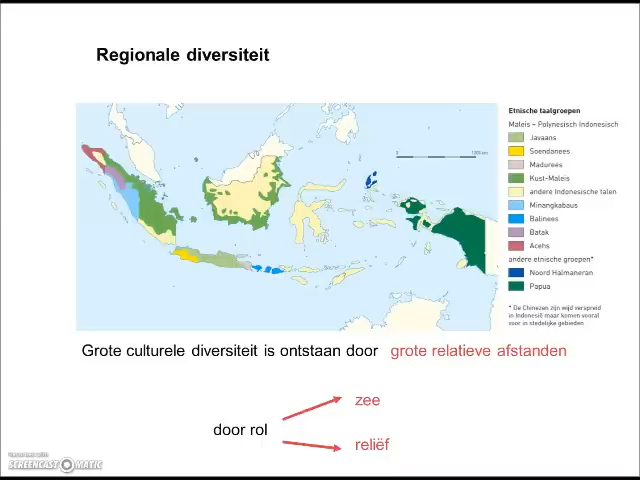 Regionale diversiteit
Etnische taalgroepen
Maleis – Polynesisch Indonesisch
Javaans
Soendanees
Madurees
Kust-Maleis
andere Indonesische talen
Minangkabaus
Balinees
Batak
Acehs
andere etnische groepen*
Noord Halmaneran
Papua
* De Chinezen zijn wijd verspreid
in Indonesië maar komen vooral
voor in stedelijke gebieden
Grote culturele diversiteit is ontstaan door grote relatieve afstanden
zee
door rol
reliëf
SCREENCAST-O-MATIC